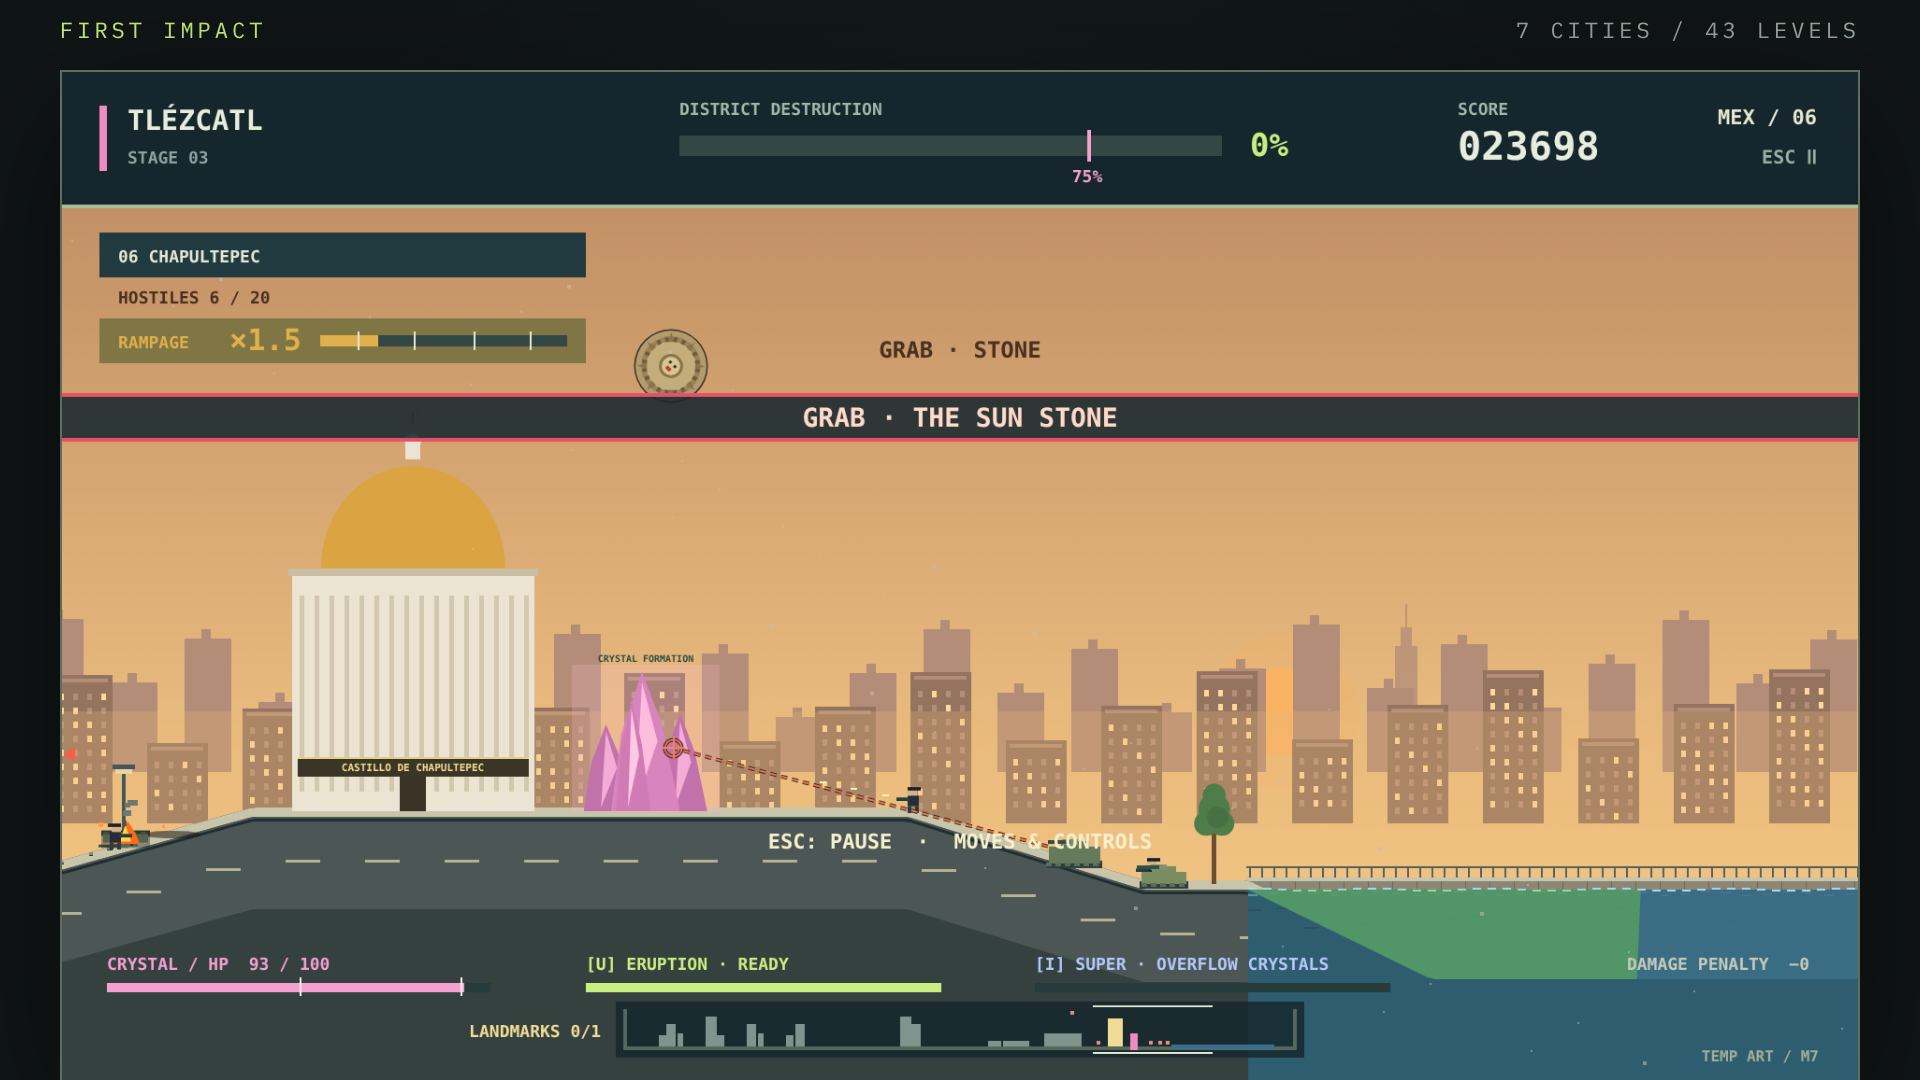 FIRST IMPACT
7 CITIES / 43 LEVELS
TLÉZCATL
STAGE 03
DISTRICT DESTRUCTION
0%
75%
SCORE
023698
MEX / 06
ESC II
06 CHAPULTEPEC
HOSTILES 6 / 20
RAMPAGE ×1.5
GRAB · STONE
GRAB · THE SUN STONE
CRYSTAL FORMATION
CASTILLO DE CHAPULTEPEC
ESC: PAUSE · MOVES & CONTROLS
CRYSTAL / HP 93 / 100
[U] ERUPTION · READY
[I] SUPER · OVERFLOW CRYSTALS
DAMAGE PENALTY −0
LANDMARKS 0/1
TEMP ART / M7